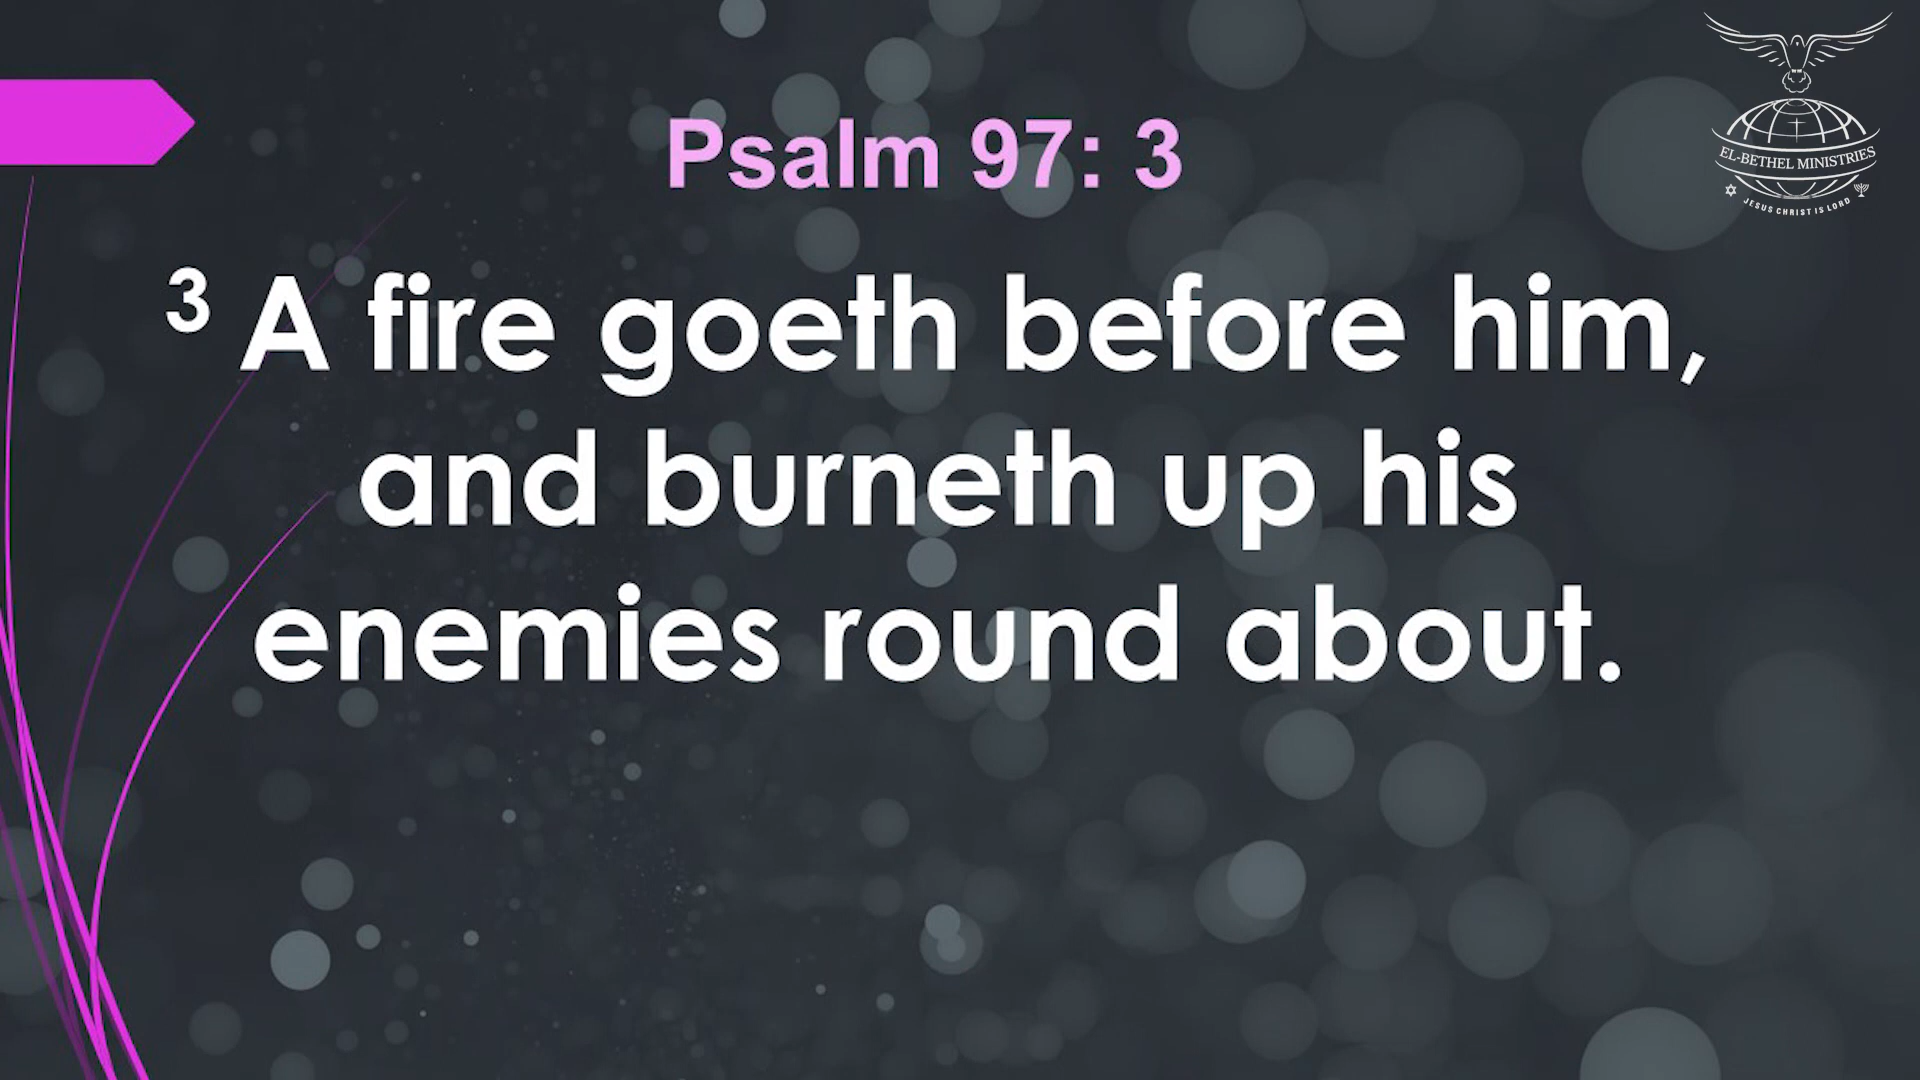 Psalm 97: 3
3 A fire goeth before him,
and burneth up his
enemies round about.
EL-BETHEL MINISTRIES
JESUS CHRIST IS LORD